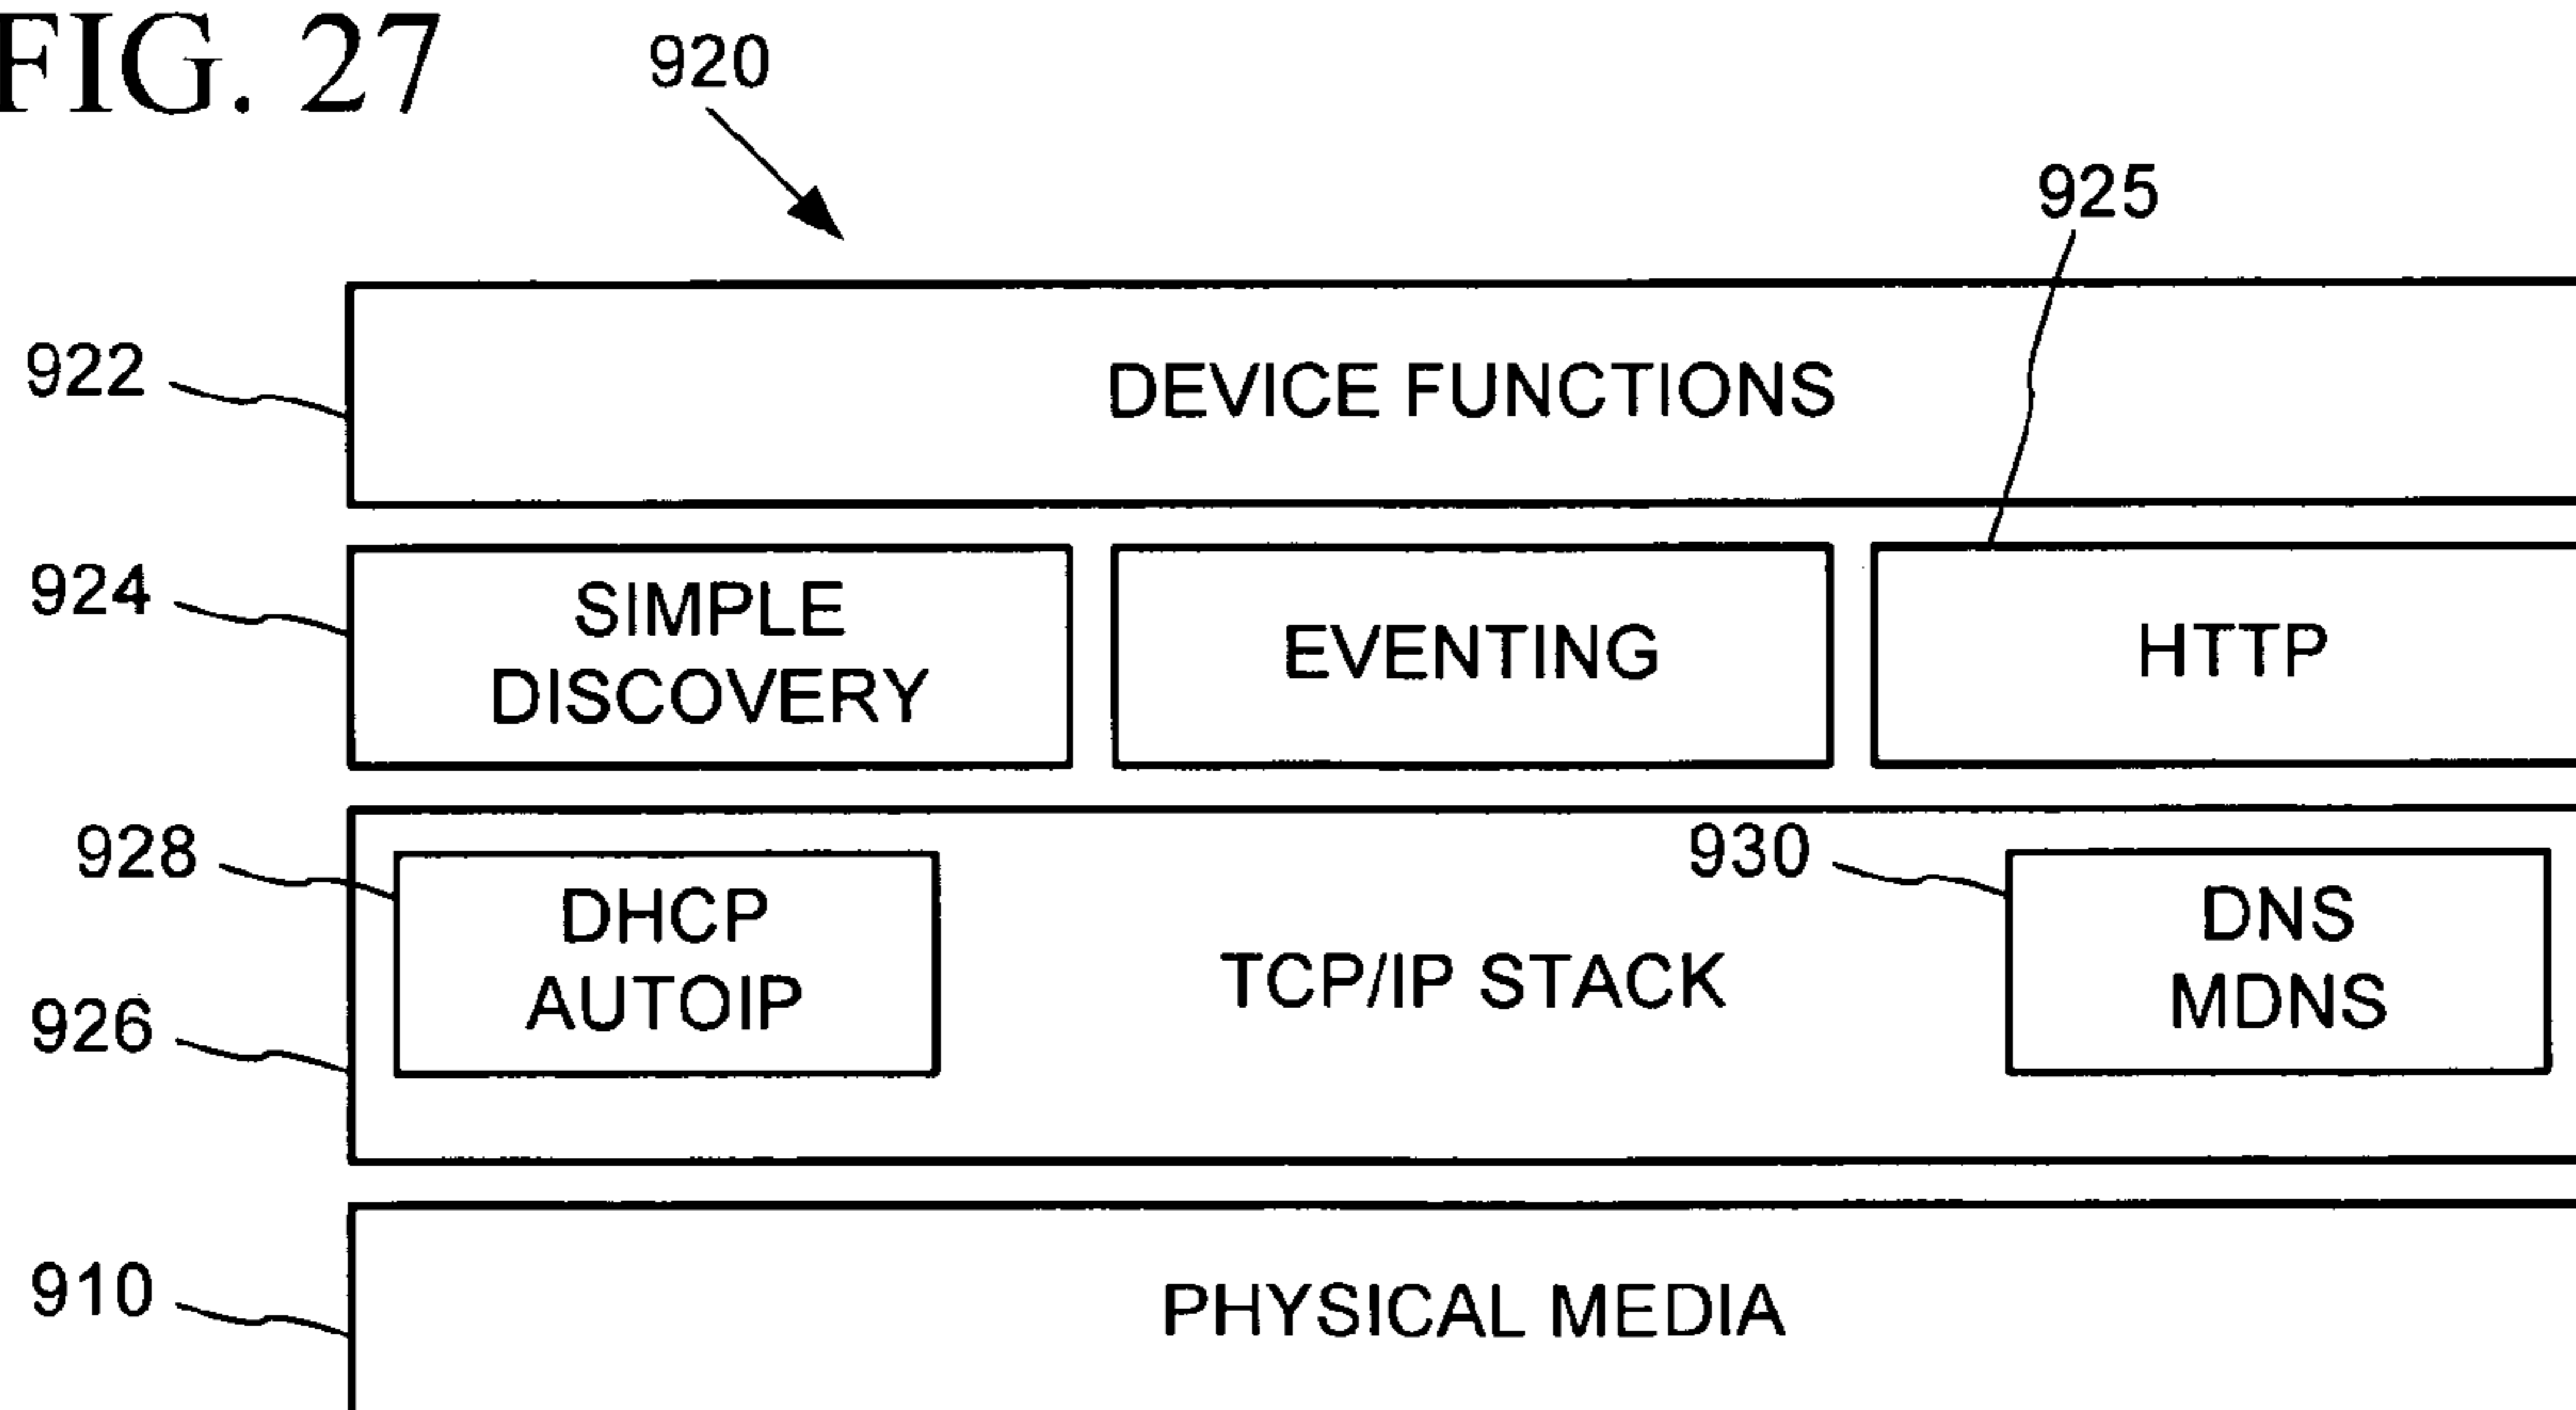 FIG. 27
920
925
922
DEVICE FUNCTIONS
924
SIMPLE
DISCOVERY
EVENTING
HTTP
928
DHCP
AUTOIP
926
TCP/IP STACK
930
DNS
MDNS
910
PHYSICAL MEDIA